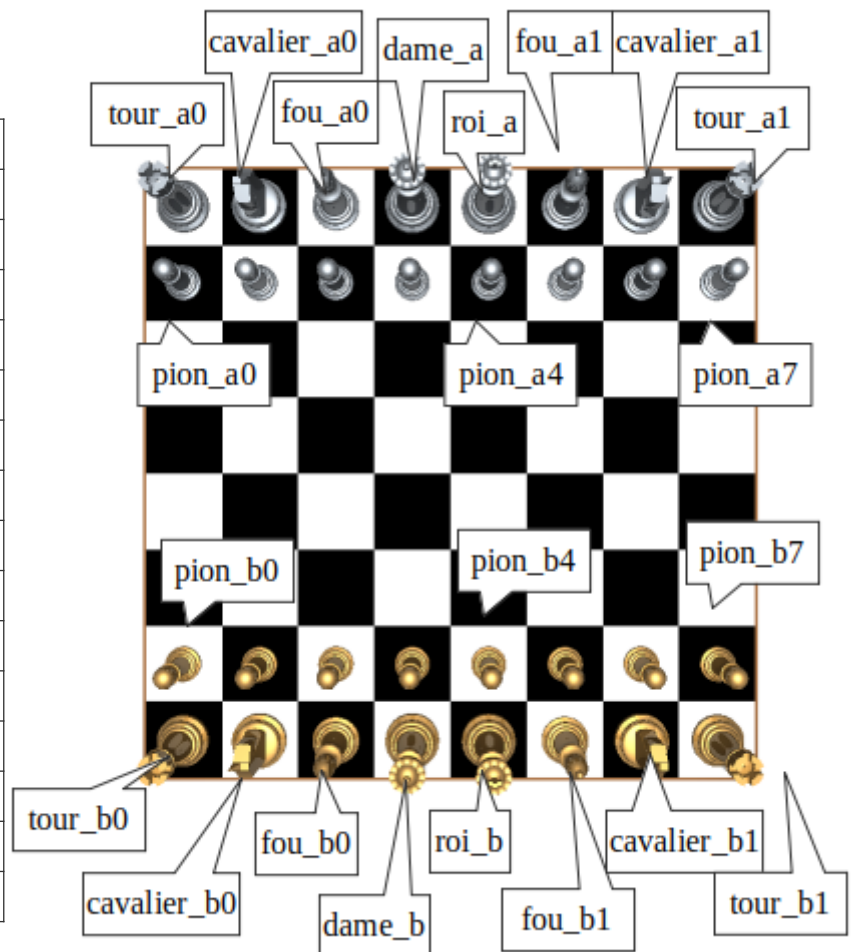 cavalier_a0
dame_a
fou_a1
cavalier_a1
tour_a0
fou_a0
roi_a
tour_a1
pion_a0
pion_a4
pion_a7
pion_b0
pion_b4
pion_b7
tour_b0
fou_b0
roi_b
cavalier_b1
cavalier_b0
dame_b
fou_b1
tour_b1